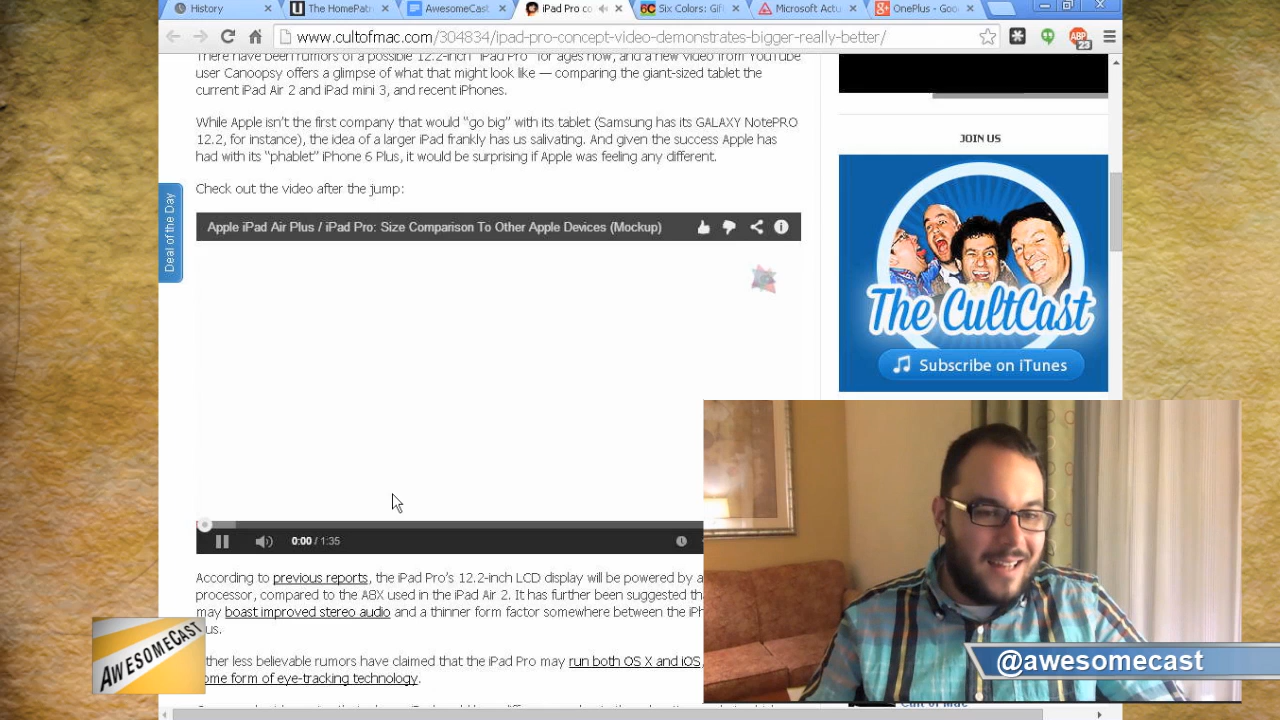 History
The HomePatr
AwesomeCast
iPad Pro co
Six Colors: Gif
Microsoft Actu
OnePlus - Goo
www.cultofmac.com/304834/ipad-pro-concept-video-demonstrates-bigger-really-better/
ABP
23
There have been rumors of a possible 12.2-inch "iPad Pro" for ages now, and a new video from YouTube
user Canoopsy offers a glimpse of what that might look like — comparing the giant-sized tablet the
current iPad Air 2 and iPad mini 3, and recent iPhones.
While Apple isn't the first company that would "go big" with its tablet (Samsung has its GALAXY NotePRO
12.2, for instance), the idea of a larger iPad frankly has us salivating. And given the success Apple has
had with its "phablet" iPhone 6 Plus, it would be surprising if Apple was feeling any different.
Check out the video after the jump:
Deal of the Day
Apple iPad Air Plus / iPad Pro: Size Comparison To Other Apple Devices (Mockup)
0:00 / 1:35
According to previous reports, the iPad Pro's 12.2-inch LCD display will be powered by a
processor, compared to the A8X used in the iPad Air 2. It has further been suggested tha
may boast improved stereo audio and a thinner form factor somewhere between the iPh
us.
ther less believable rumors have claimed that the iPad Pro may run both OS X and iOS,
ome form of eye-tracking technology.
JOIN US
The CultCast
Subscribe on iTunes
Cult of Mac
AWESOMECAST
@awesomecast